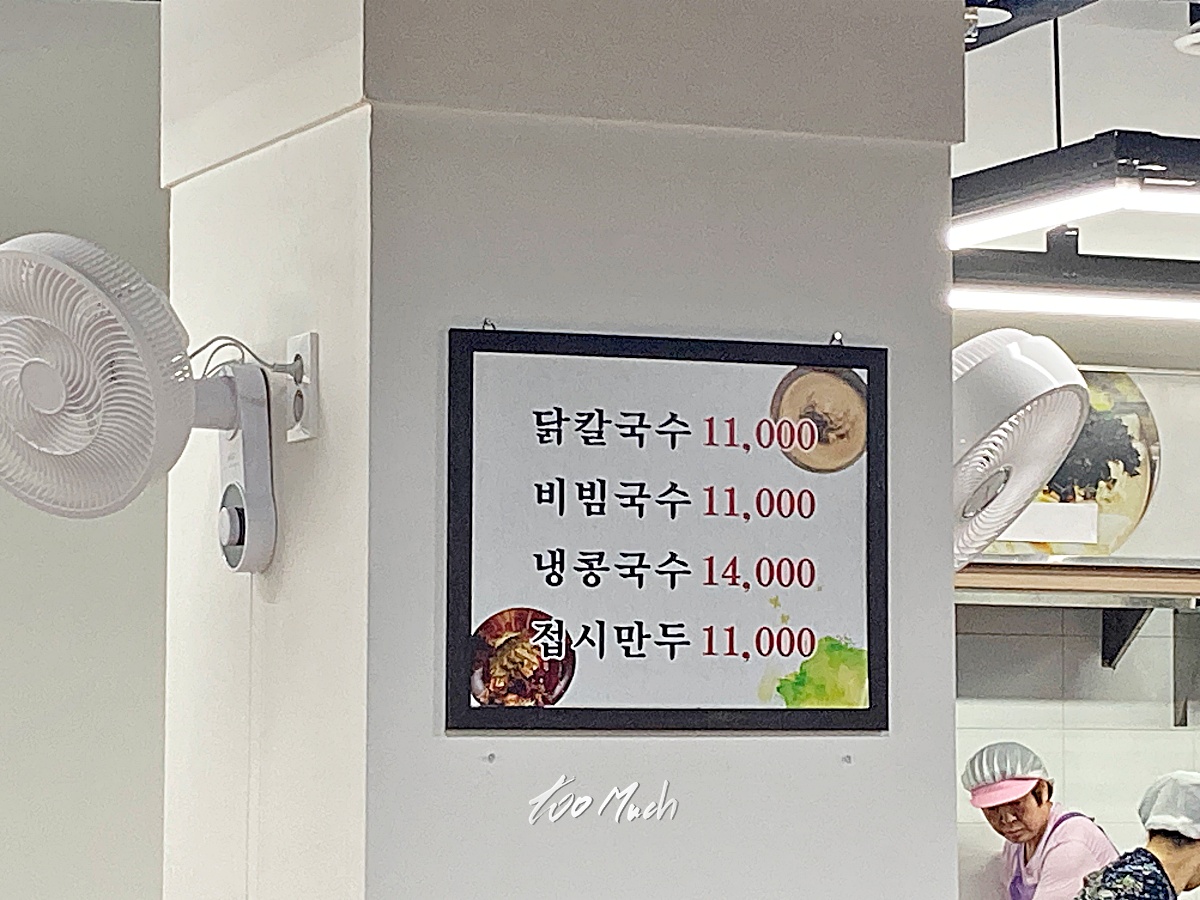 닭칼국수 11,000
비빔국수 11,000
냉콩국수 14,000
접시만두 11,000
too Much